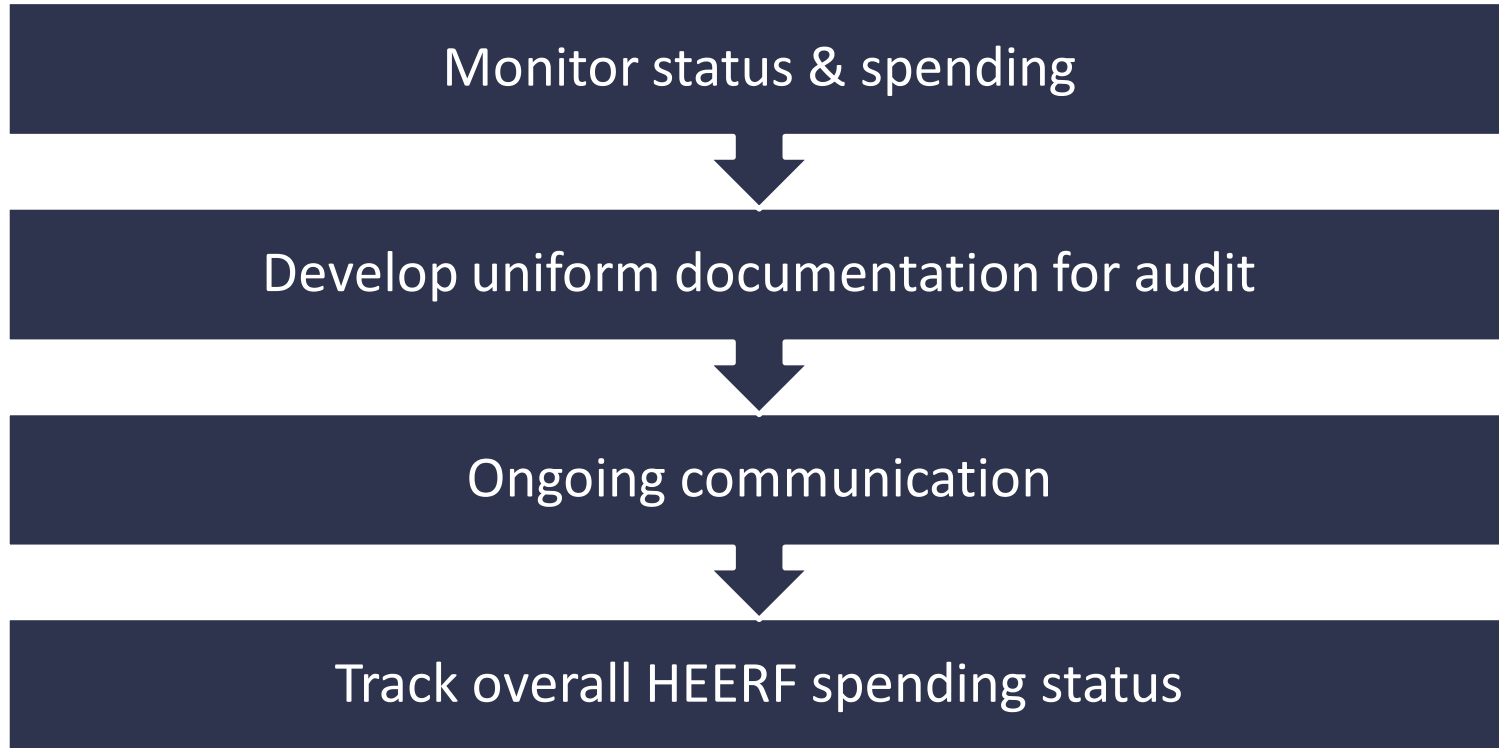 Monitor status & spending
Develop uniform documentation for audit
Ongoing communication
Track overall HEERF spending status